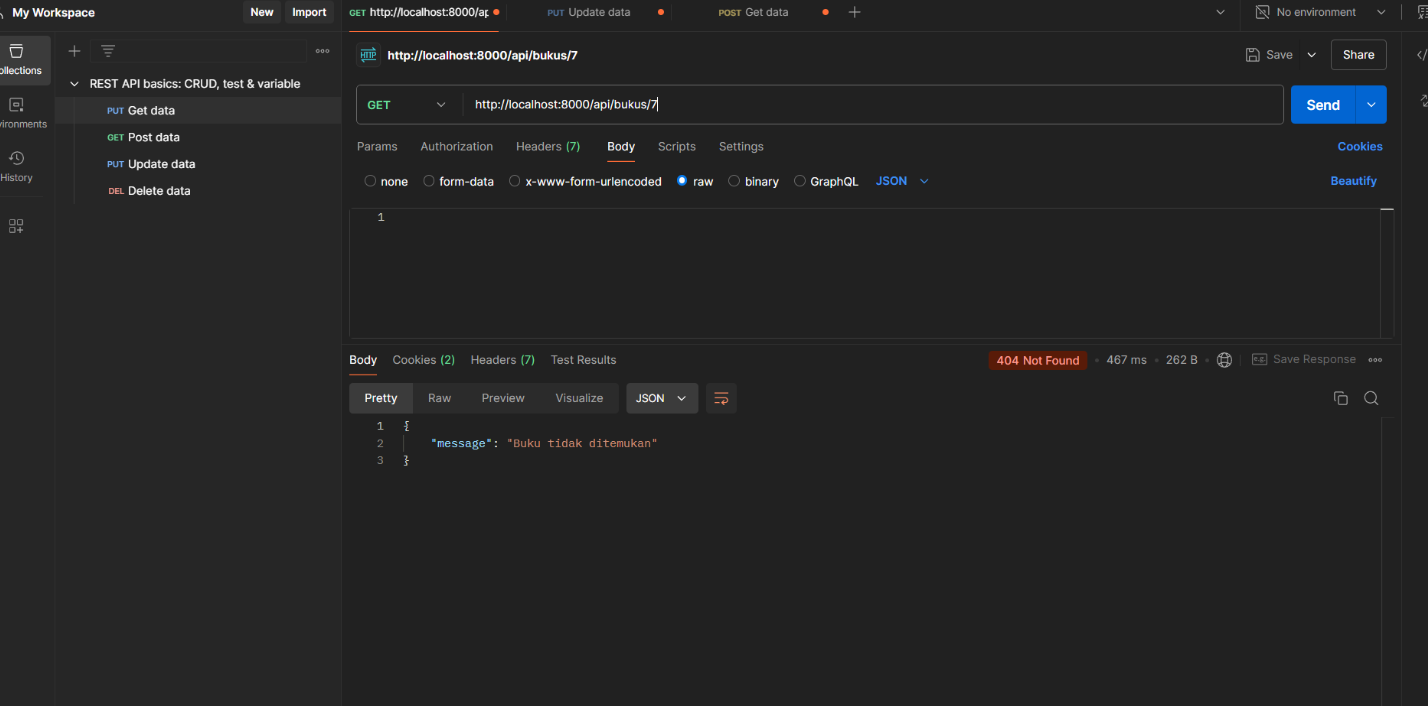 My Workspace New Import GET http://localhost:8000/ap PUT Update data POST Get data No environment
http://localhost:8000/api/bukus/7 Save Share
ollections
REST API basics: CRUD, test & variable
GET http://localhost:8000/api/bukus/7 Send
PUT Get data
vironments
GET Post data
Params Authorization Headers (7) Body Scripts Settings Cookies
PUT Update data
History
none form-data x-www-form-urlencoded raw binary GraphQL JSON Beautify
DEL Delete data
1
Body Cookies (2) Headers (7) Test Results 404 Not Found 467 ms 262 B e.g. Save Response
Pretty Raw Preview Visualize JSON
1 {
2 "message": "Buku tidak ditemukan"
3 }